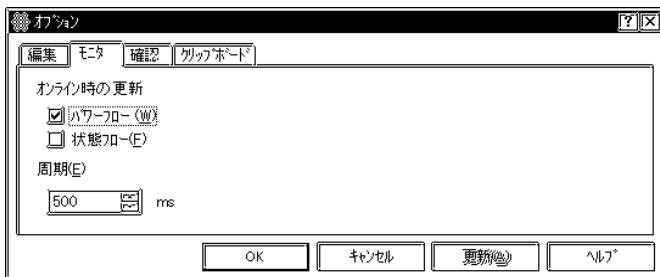 オプション
編集 モニタ 確認 クリップボード
オンライン時の更新
パワーフロー(W)
状態フロー(F)
周期(E)
500 ms
OK キャンセル 更新(A) ヘルプ